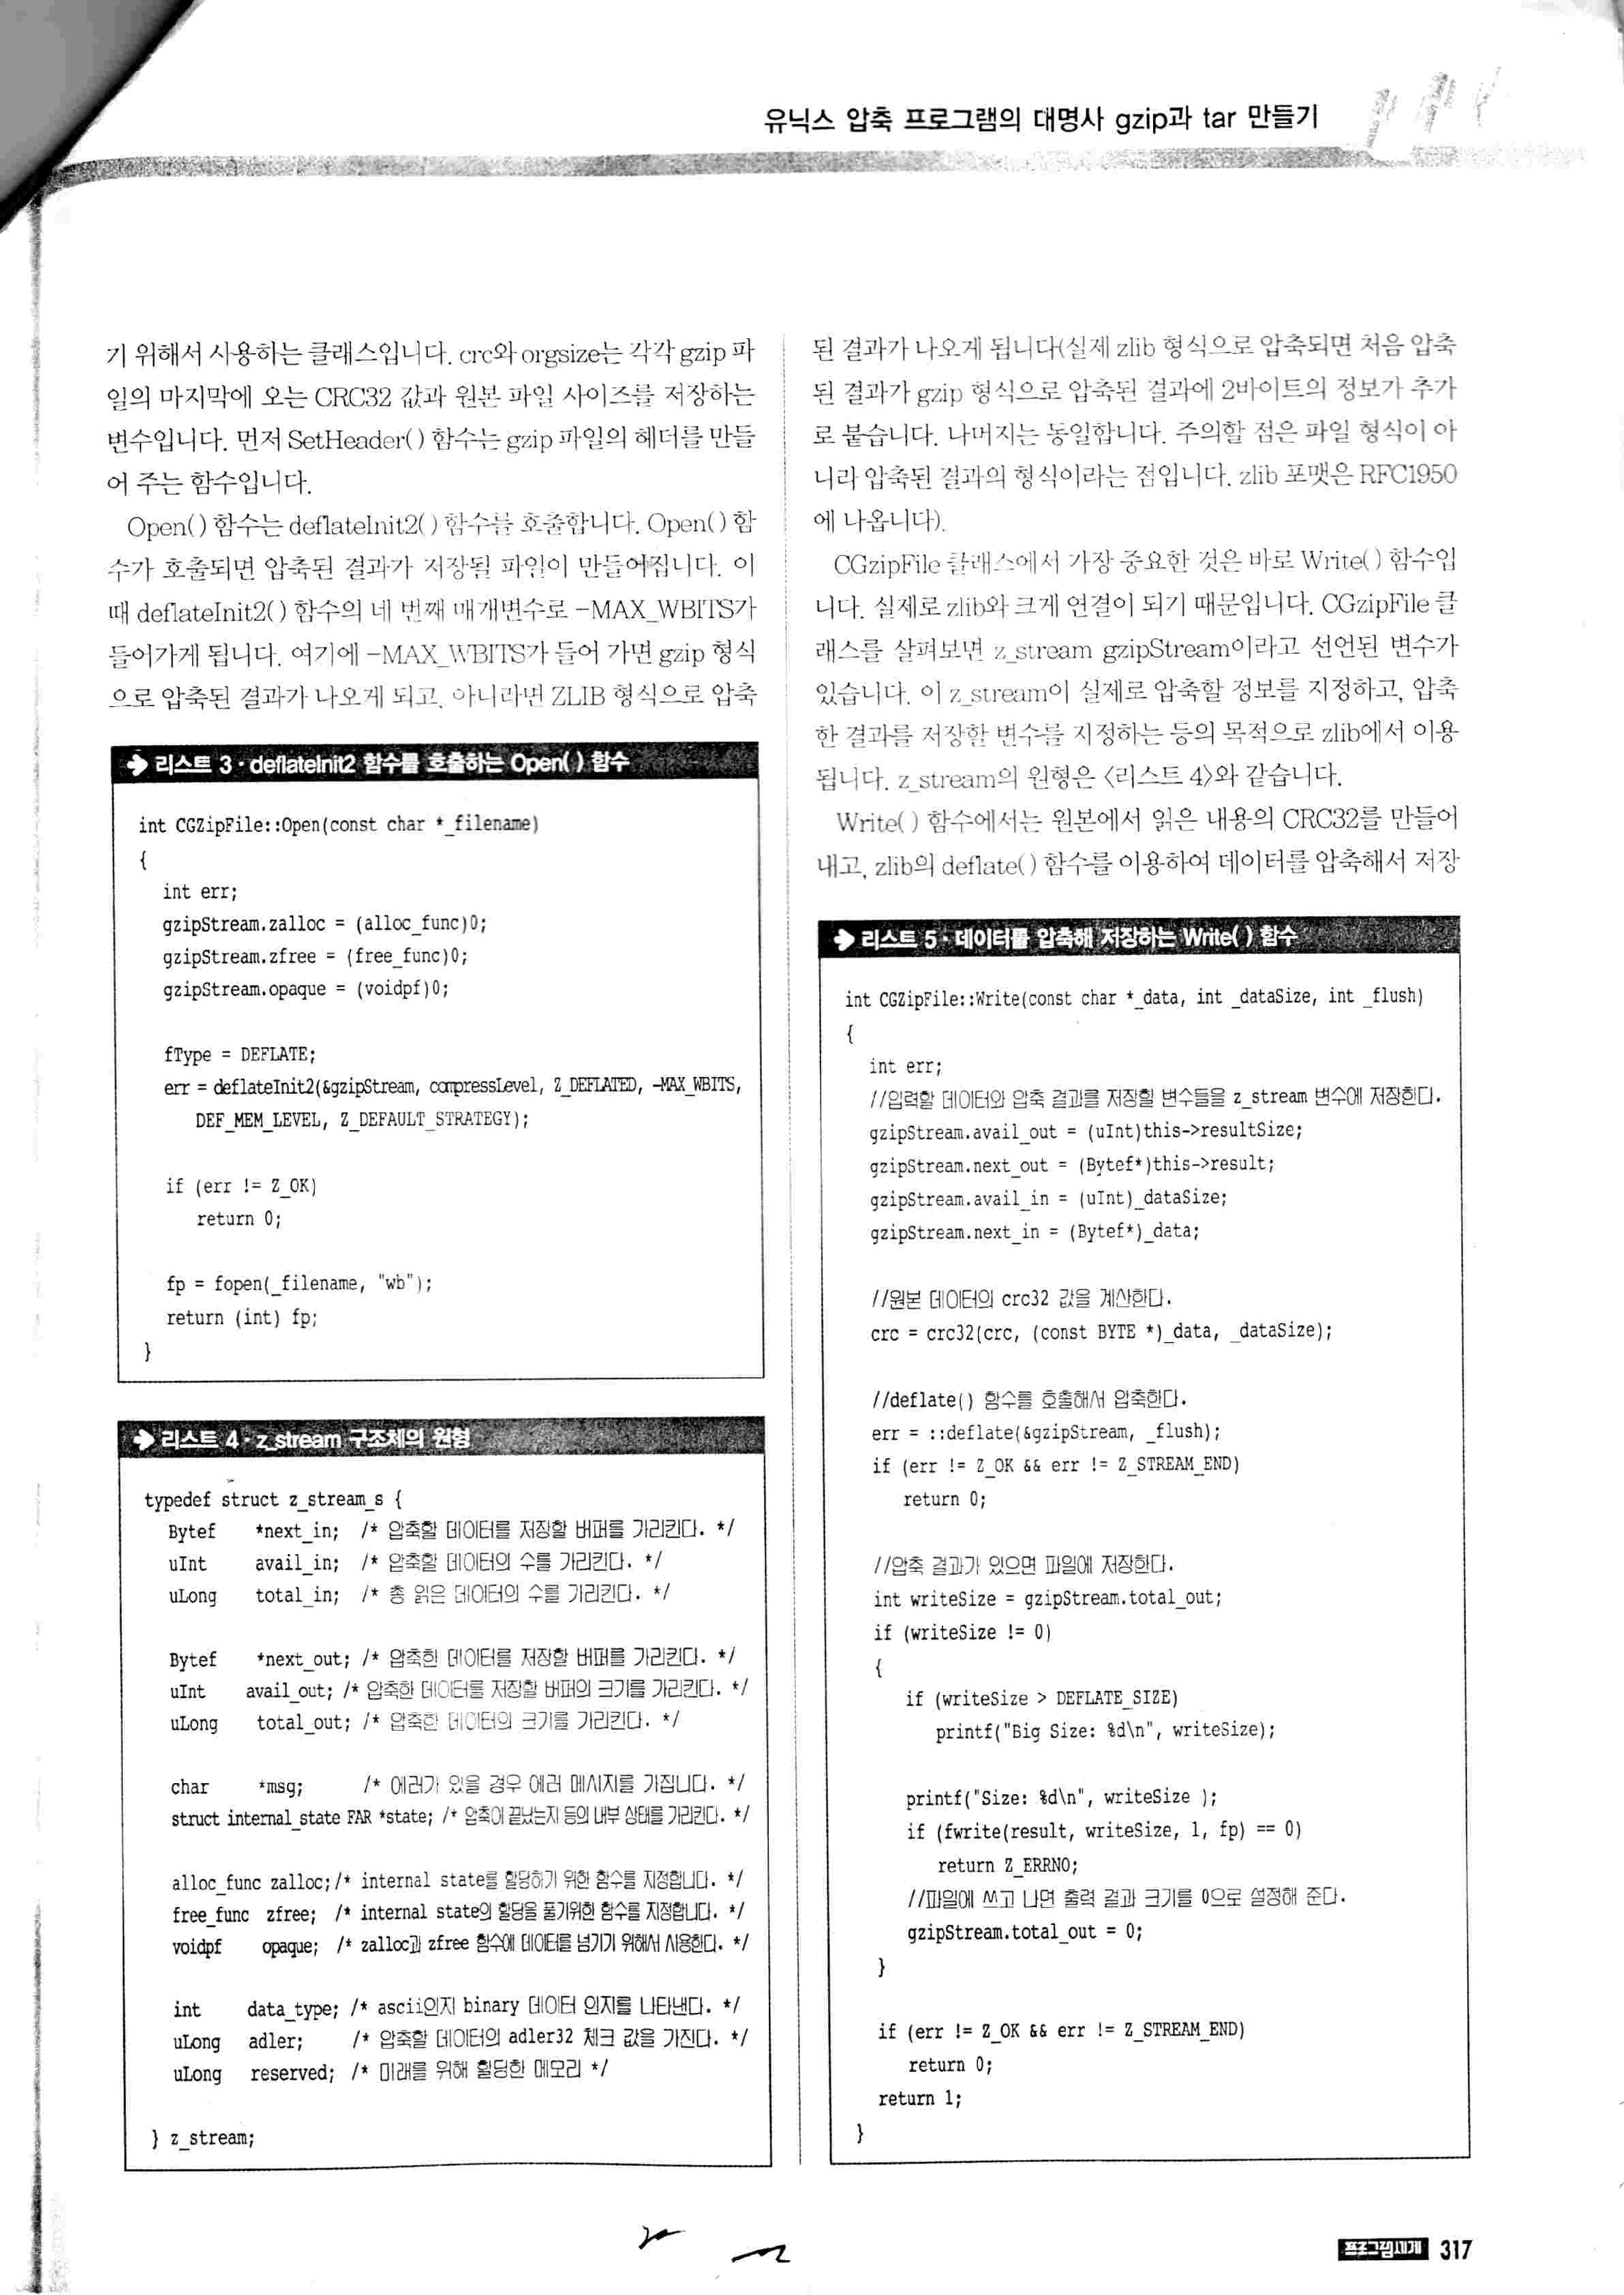 유닉스 압축 프로그램의 대명사 gzip과 tar 만들기
기 위해서 사용하는 클래스입니다. crc와 orgsize는 각각 gzip 파
일의 마지막에 오는 CRC32 값과 원본 파일 사이즈를 저장하는
변수입니다. 먼저 SetHeader( ) 함수는 gzip 파일의 헤더를 만들
어 주는 함수입니다.
Open( ) 함수는 deflateInit2( ) 함수를 호출합니다. Open( ) 함
수가 호출되면 압축된 결과가 저장될 파일이 만들어집니다. 이
때 deflateInit2( ) 함수의 네 번째 매개변수로 -MAX_WBITS가
들어가게 됩니다. 여기에 -MAX_WBITS가 들어 가면 gzip 형식
으로 압축된 결과가 나오게 되고, 아니라면 ZLIB 형식으로 압축
리스트 3 · deflateInit2 함수를 호출하는 Open( ) 함수
int CGZipFile::Open(const char *_filename)
{
int err;
gzipStream.zalloc = (alloc_func)0;
gzipStream.zfree = (free_func)0;
gzipStream.opaque = (voidpf)0;
fType = DEFLATE;
err = deflateInit2(&gzipStream, compressLevel, Z_DEFLATED, -MAX_WBITS,
DEF_MEM_LEVEL, Z_DEFAULT_STRATEGY);
if (err != Z_OK)
return 0;
fp = fopen(_filename, "wb");
return (int) fp;
}
리스트 4 · z_stream 구조체의 원형
typedef struct z_stream_s {
Bytef *next_in; /* 압축할 데이터를 저장할 버퍼를 가리킨다. */
uInt avail_in; /* 압축할 데이터의 수를 가리킨다. */
uLong total_in; /* 총 읽은 데이터의 수를 가리킨다. */
Bytef *next_out; /* 압축한 데이터를 저장할 버퍼를 가리킨다. */
uInt avail_out; /* 압축한 데이터를 저장할 버퍼의 크기를 가리킨다. */
uLong total_out; /* 압축한 데이터의 크기를 가리킨다. */
char *msg; /* 에러가 있을 경우 에러 메시지를 가집니다. */
struct internal_state FAR *state; /* 압축이 끝났는지 등의 내부 상태를 가리킨다. */
alloc_func zalloc;/* internal state를 할당하기 위한 함수를 지정합니다. */
free_func zfree; /* internal state의 할당을 풀기위한 함수를 지정합니다. */
voidpf opaque; /* zalloc과 zfree 함수에 데이터를 넘기기 위해서 사용한다. */
int data_type; /* ascii인지 binary 데이터 인지를 나타낸다. */
uLong adler; /* 압축할 데이터의 adler32 체크 값을 가진다. */
uLong reserved; /* 미래를 위해 할당한 메모리 */
} z_stream;
된 결과가 나오게 됩니다(실제 zlib 형식으로 압축되면 처음 압축
된 결과가 gzip 형식으로 압축된 결과에 2바이트의 정보가 추가
로 붙습니다. 나머지는 동일합니다. 주의할 점은 파일 형식이 아
니라 압축된 결과의 형식이라는 점입니다. zlib 포맷은 RFC1950
에 나옵니다).
CGzipFile 클래스에서 가장 중요한 것은 바로 Write( ) 함수입
니다. 실제로 zlib와 크게 연결이 되기 때문입니다. CGzipFile 클
래스를 살펴보면 z_stream gzipStream이라고 선언된 변수가
있습니다. 이 z_stream이 실제로 압축할 정보를 지정하고, 압축
한 결과를 저장할 변수를 지정하는 등의 목적으로 zlib에서 이용
됩니다. z_stream의 원형은 〈리스트 4〉와 같습니다.
Write( ) 함수에서는 원본에서 읽은 내용의 CRC32를 만들어
내고, zlib의 deflate( ) 함수를 이용하여 데이터를 압축해서 저장
리스트 5 · 데이터를 압축해 저장하는 Write( ) 함수
int CGZipFile::Write(const char *_data, int _dataSize, int _flush)
{
int err;
//입력할 데이터와 압축 결과를 저장할 변수들을 z_stream 변수에 저장한다.
gzipStream.avail_out = (uInt)this->resultSize;
gzipStream.next_out = (Bytef*)this->result;
gzipStream.avail_in = (uInt)_dataSize;
gzipStream.next_in = (Bytef*)_data;
//원본 데이터의 crc32 값을 계산한다.
crc = crc32(crc, (const BYTE *)_data, _dataSize);
//deflate() 함수를 호출해서 압축한다.
err = ::deflate(&gzipStream, _flush);
if (err != Z_OK && err != Z_STREAM_END)
return 0;
//압축 결과가 있으면 파일에 저장한다.
int writeSize = gzipStream.total_out;
if (writeSize != 0)
{
if (writeSize > DEFLATE_SIZE)
printf("Big Size: %d\n", writeSize);
printf("Size: %d\n", writeSize );
if (fwrite(result, writeSize, 1, fp) == 0)
return Z_ERRNO;
//파일에 쓰고 나면 출력 결과 크기를 0으로 설정해 준다.
gzipStream.total_out = 0;
}
if (err != Z_OK && err != Z_STREAM_END)
return 0;
return 1;
}
프로그램세계 317